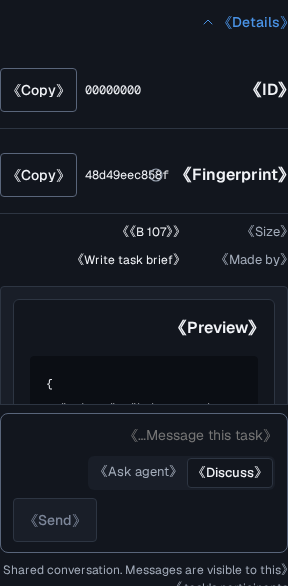 《Details》
《ID》 00000000 《Copy》
《Fingerprint》 《Copy》
《Size》 《《B 107》》
《Made by》 《Write task brief》
《Preview》
{
《...Message this task》
《Ask agent》 《Discuss》
《Send》
Shared conversation. Messages are visible to this》